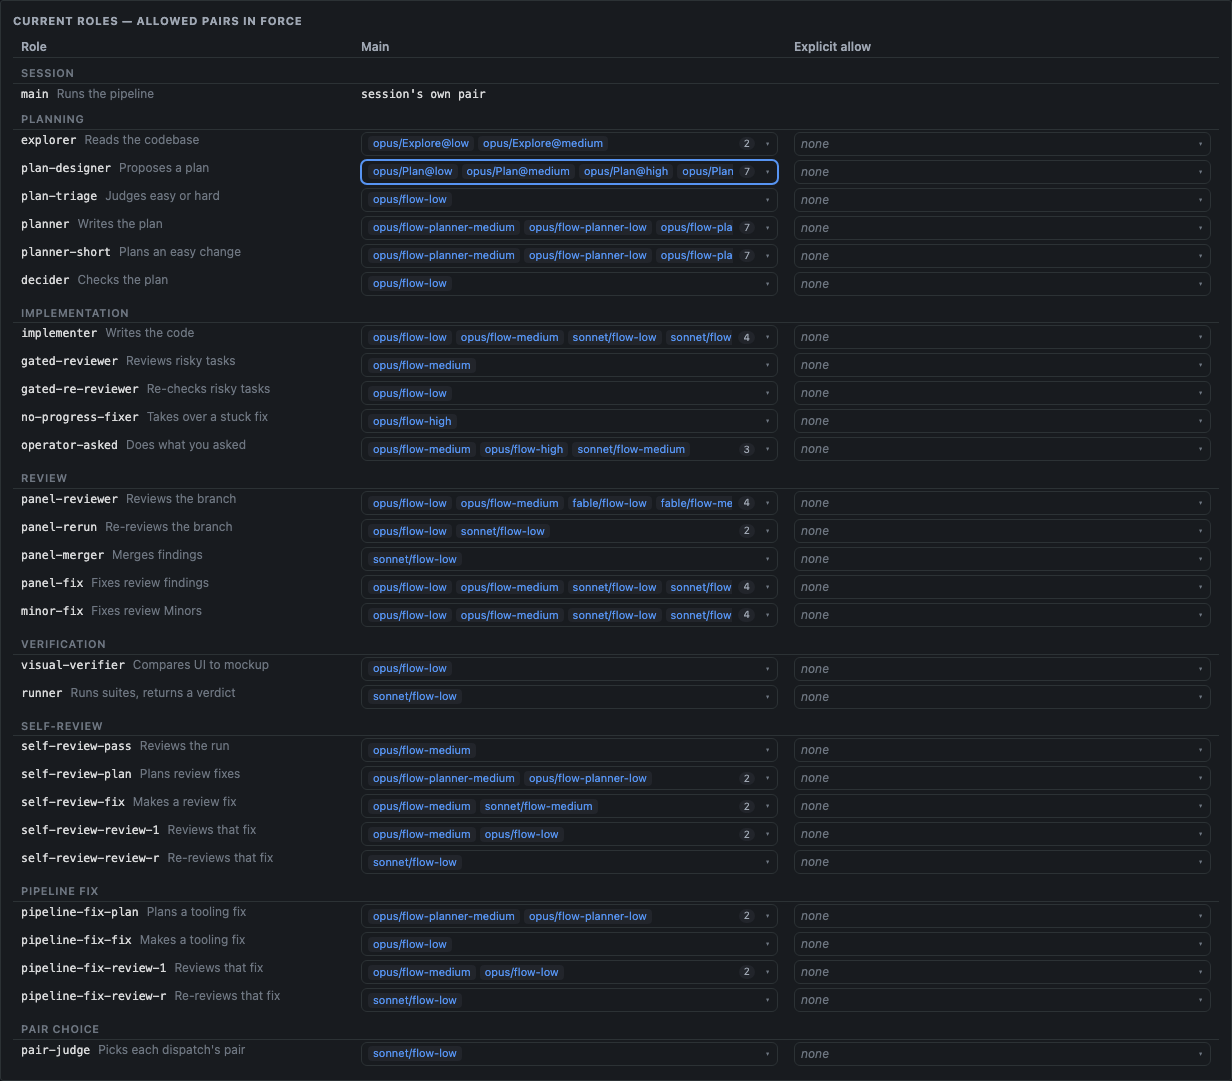 CURRENT ROLES — ALLOWED PAIRS IN FORCE
Role Main Explicit allow
SESSION
main Runs the pipeline session's own pair
PLANNING
explorer Reads the codebase opus/Explore@low opus/Explore@medium 2 none
plan-designer Proposes a plan opus/Plan@low opus/Plan@medium opus/Plan@high opus/Plan 7 none
plan-triage Judges easy or hard opus/flow-low none
planner Writes the plan opus/flow-planner-medium opus/flow-planner-low opus/flow-pla 7 none
planner-short Plans an easy change opus/flow-planner-medium opus/flow-planner-low opus/flow-pla 7 none
decider Checks the plan opus/flow-low none
IMPLEMENTATION
implementer Writes the code opus/flow-low opus/flow-medium sonnet/flow-low sonnet/flow 4 none
gated-reviewer Reviews risky tasks opus/flow-medium none
gated-re-reviewer Re-checks risky tasks opus/flow-low none
no-progress-fixer Takes over a stuck fix opus/flow-high none
operator-asked Does what you asked opus/flow-medium opus/flow-high sonnet/flow-medium 3 none
REVIEW
panel-reviewer Reviews the branch opus/flow-low opus/flow-medium fable/flow-low fable/flow-me 4 none
panel-rerun Re-reviews the branch opus/flow-low sonnet/flow-low 2 none
panel-merger Merges findings sonnet/flow-low none
panel-fix Fixes review findings opus/flow-low opus/flow-medium sonnet/flow-low sonnet/flow 4 none
minor-fix Fixes review Minors opus/flow-low opus/flow-medium sonnet/flow-low sonnet/flow 4 none
VERIFICATION
visual-verifier Compares UI to mockup opus/flow-low none
runner Runs suites, returns a verdict sonnet/flow-low none
SELF-REVIEW
self-review-pass Reviews the run opus/flow-medium none
self-review-plan Plans review fixes opus/flow-planner-medium opus/flow-planner-low 2 none
self-review-fix Makes a review fix opus/flow-medium sonnet/flow-medium 2 none
self-review-review-1 Reviews that fix opus/flow-medium opus/flow-low 2 none
self-review-review-r Re-reviews that fix sonnet/flow-low none
PIPELINE FIX
pipeline-fix-plan Plans a tooling fix opus/flow-planner-medium opus/flow-planner-low 2 none
pipeline-fix-fix Makes a tooling fix opus/flow-low none
pipeline-fix-review-1 Reviews that fix opus/flow-medium opus/flow-low 2 none
pipeline-fix-review-r Re-reviews that fix sonnet/flow-low none
PAIR CHOICE
pair-judge Picks each dispatch's pair sonnet/flow-low none